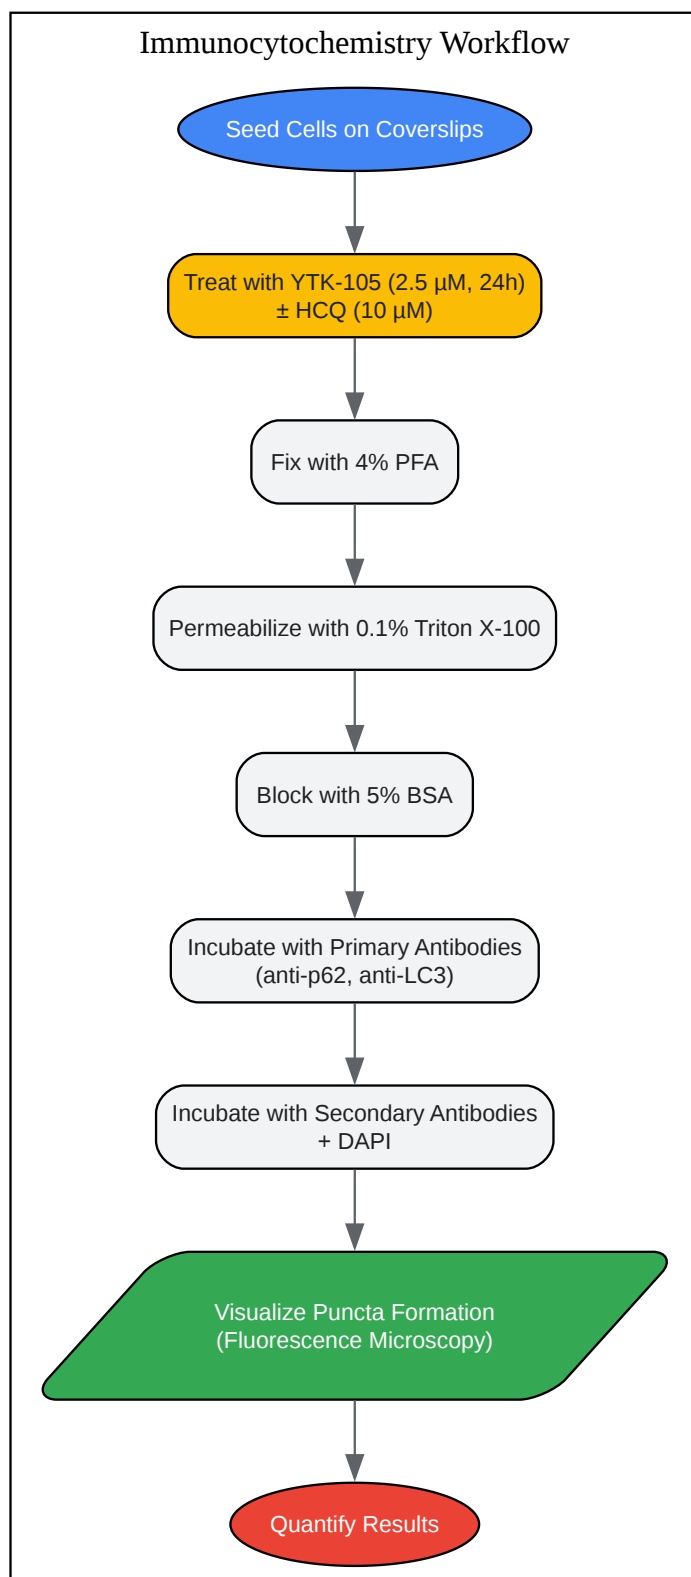 Immunocytochemistry Workflow
Seed Cells on Coverslips
Treat with YTK-105 (2.5 µM, 24h)
± HCQ (10 µM)
Fix with 4% PFA
Permeabilize with 0.1% Triton X-100
Block with 5% BSA
Incubate with Primary Antibodies
(anti-p62, anti-LC3)
Incubate with Secondary Antibodies
+ DAPI
Visualize Puncta Formation
(Fluorescence Microscopy)
Quantify Results